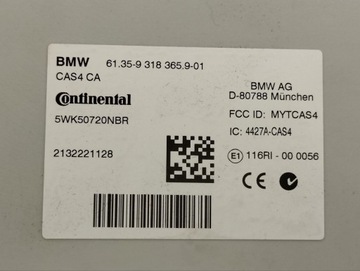 BMW 61.35-9 318 365.9-01
CAS4 CA
BMW AG
D-80788 München
Continental
5WK50720NBR
FCC ID: MYTCAS4
IC: 4427A-CAS4
2132221128
E1 116RI - 00 0056
CE